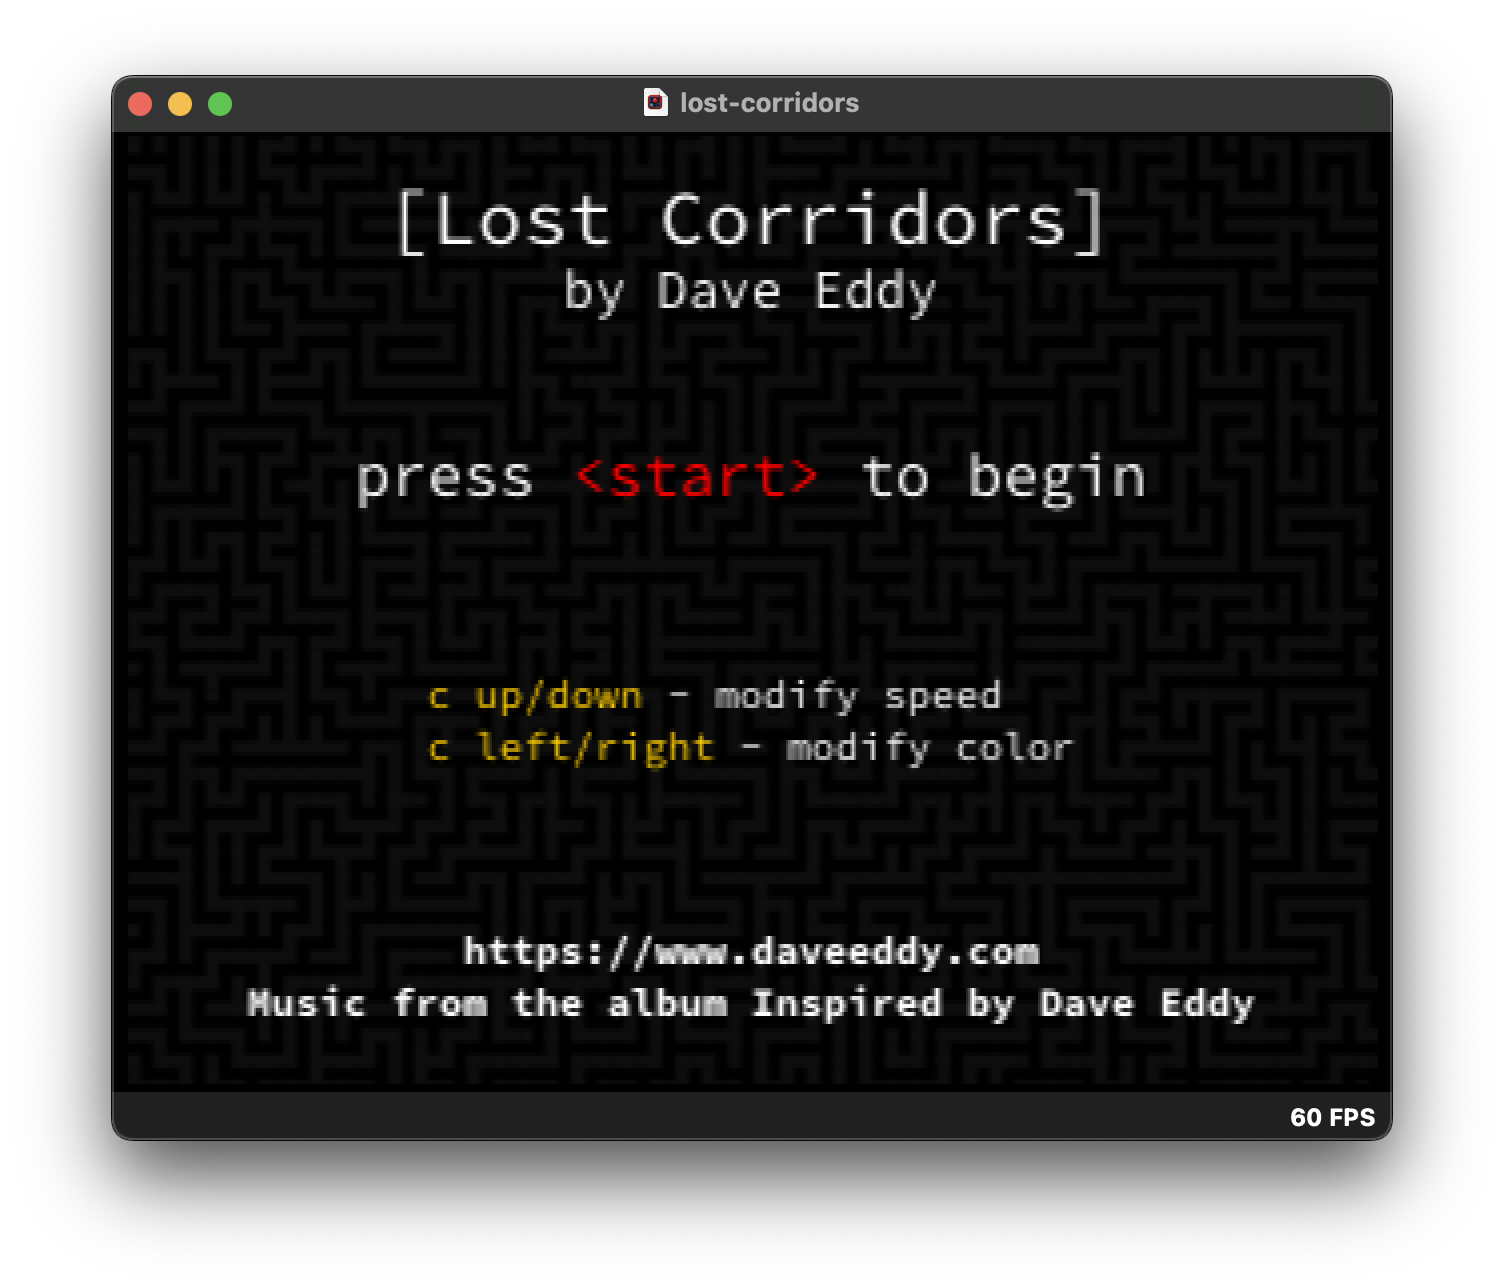 lost-corridors
[Lost Corridors]
by Dave Eddy
press <start> to begin
c up/down - modify speed
c left/right - modify color
https://www.daveeddy.com
Music from the album Inspired by Dave Eddy
60 FPS